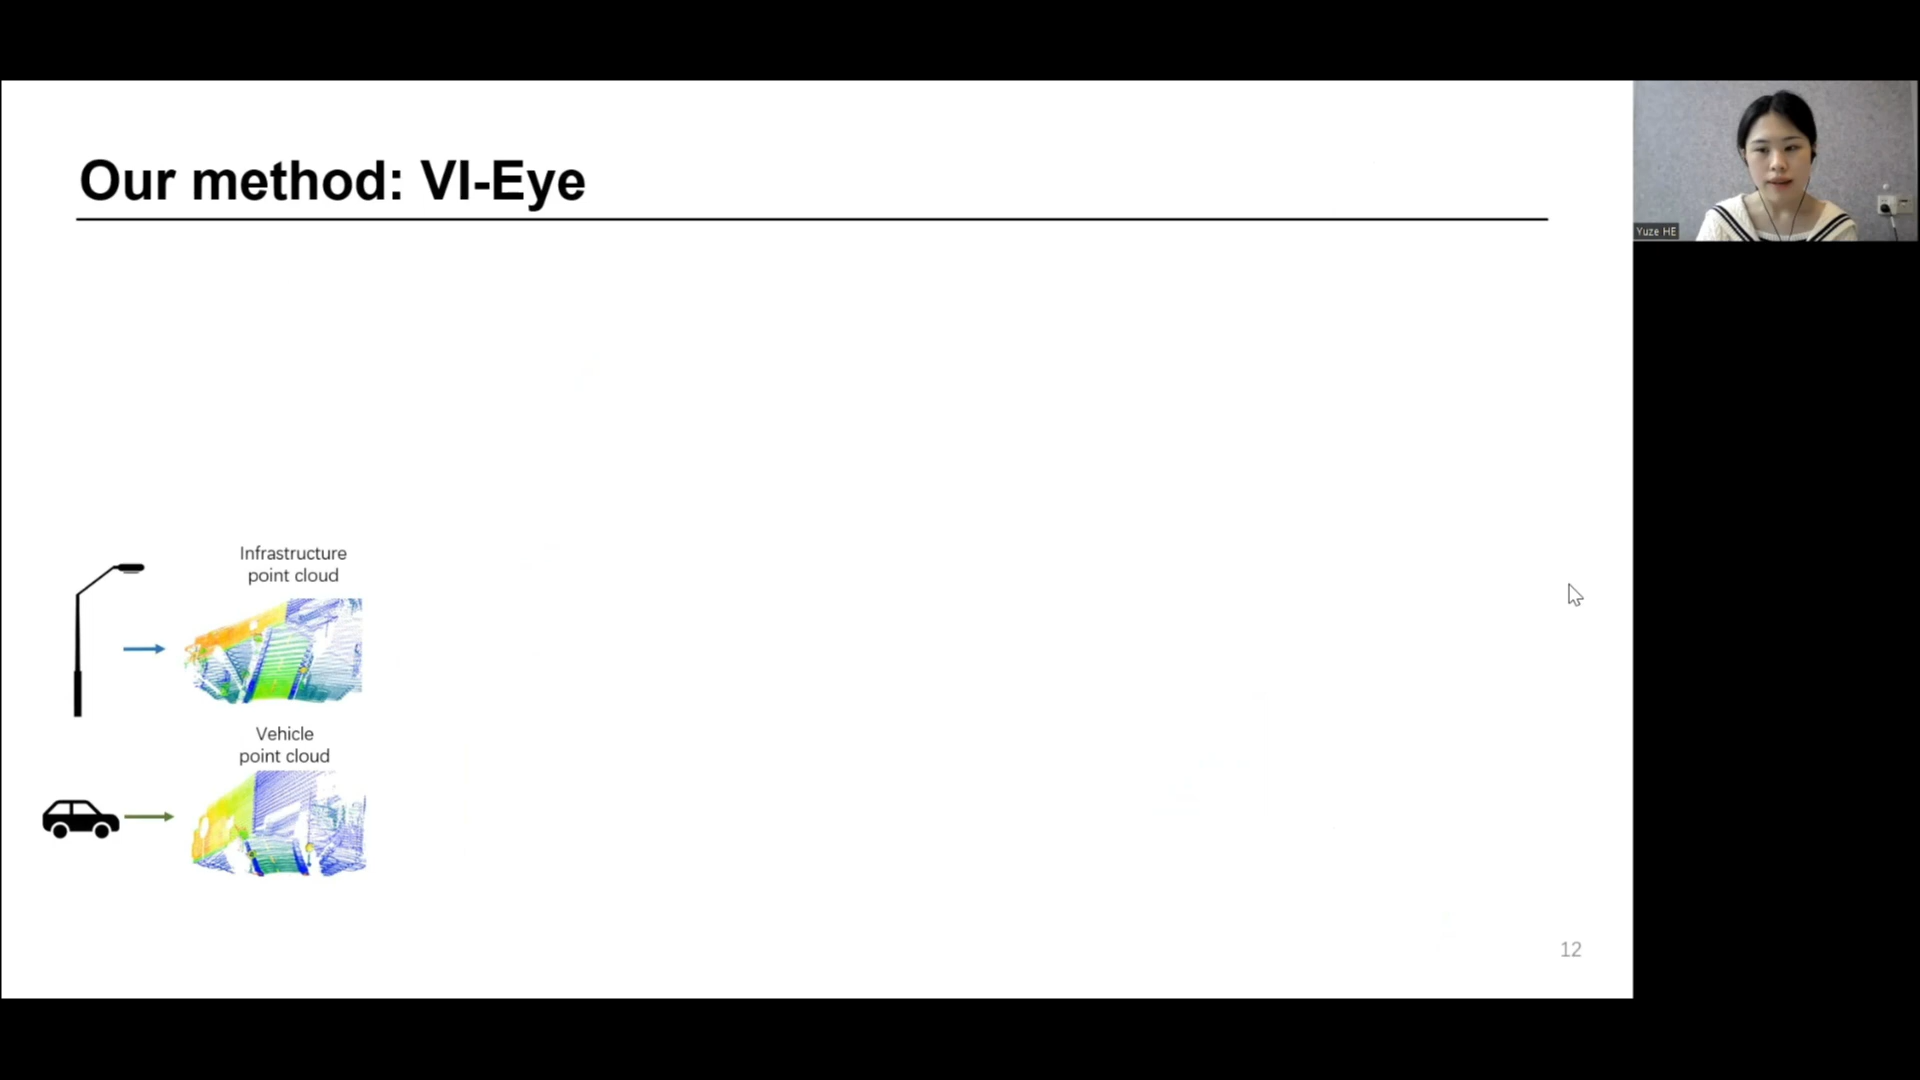 Our method: VI-Eye
Yuze HE
Infrastructure
point cloud
Vehicle
point cloud
12